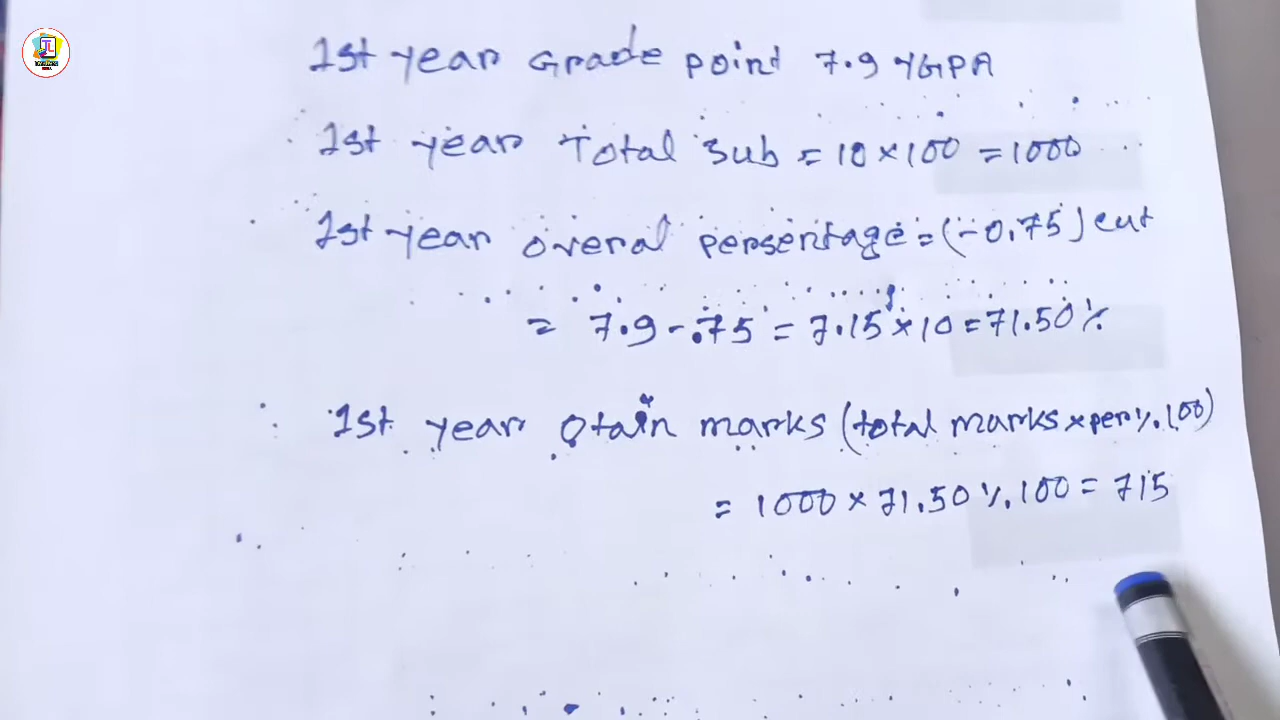 1st year Grade point 7.9 YGPA
1st year Total Sub = 10 × 100 = 1000
1st year overal persentage = (-0.75) cut
= 7.9 - .75 = 7.15 × 10 = 71.50%
1st year Otain marks (total marks × per%.100)
= 1000 × 71.50%.100 = 715